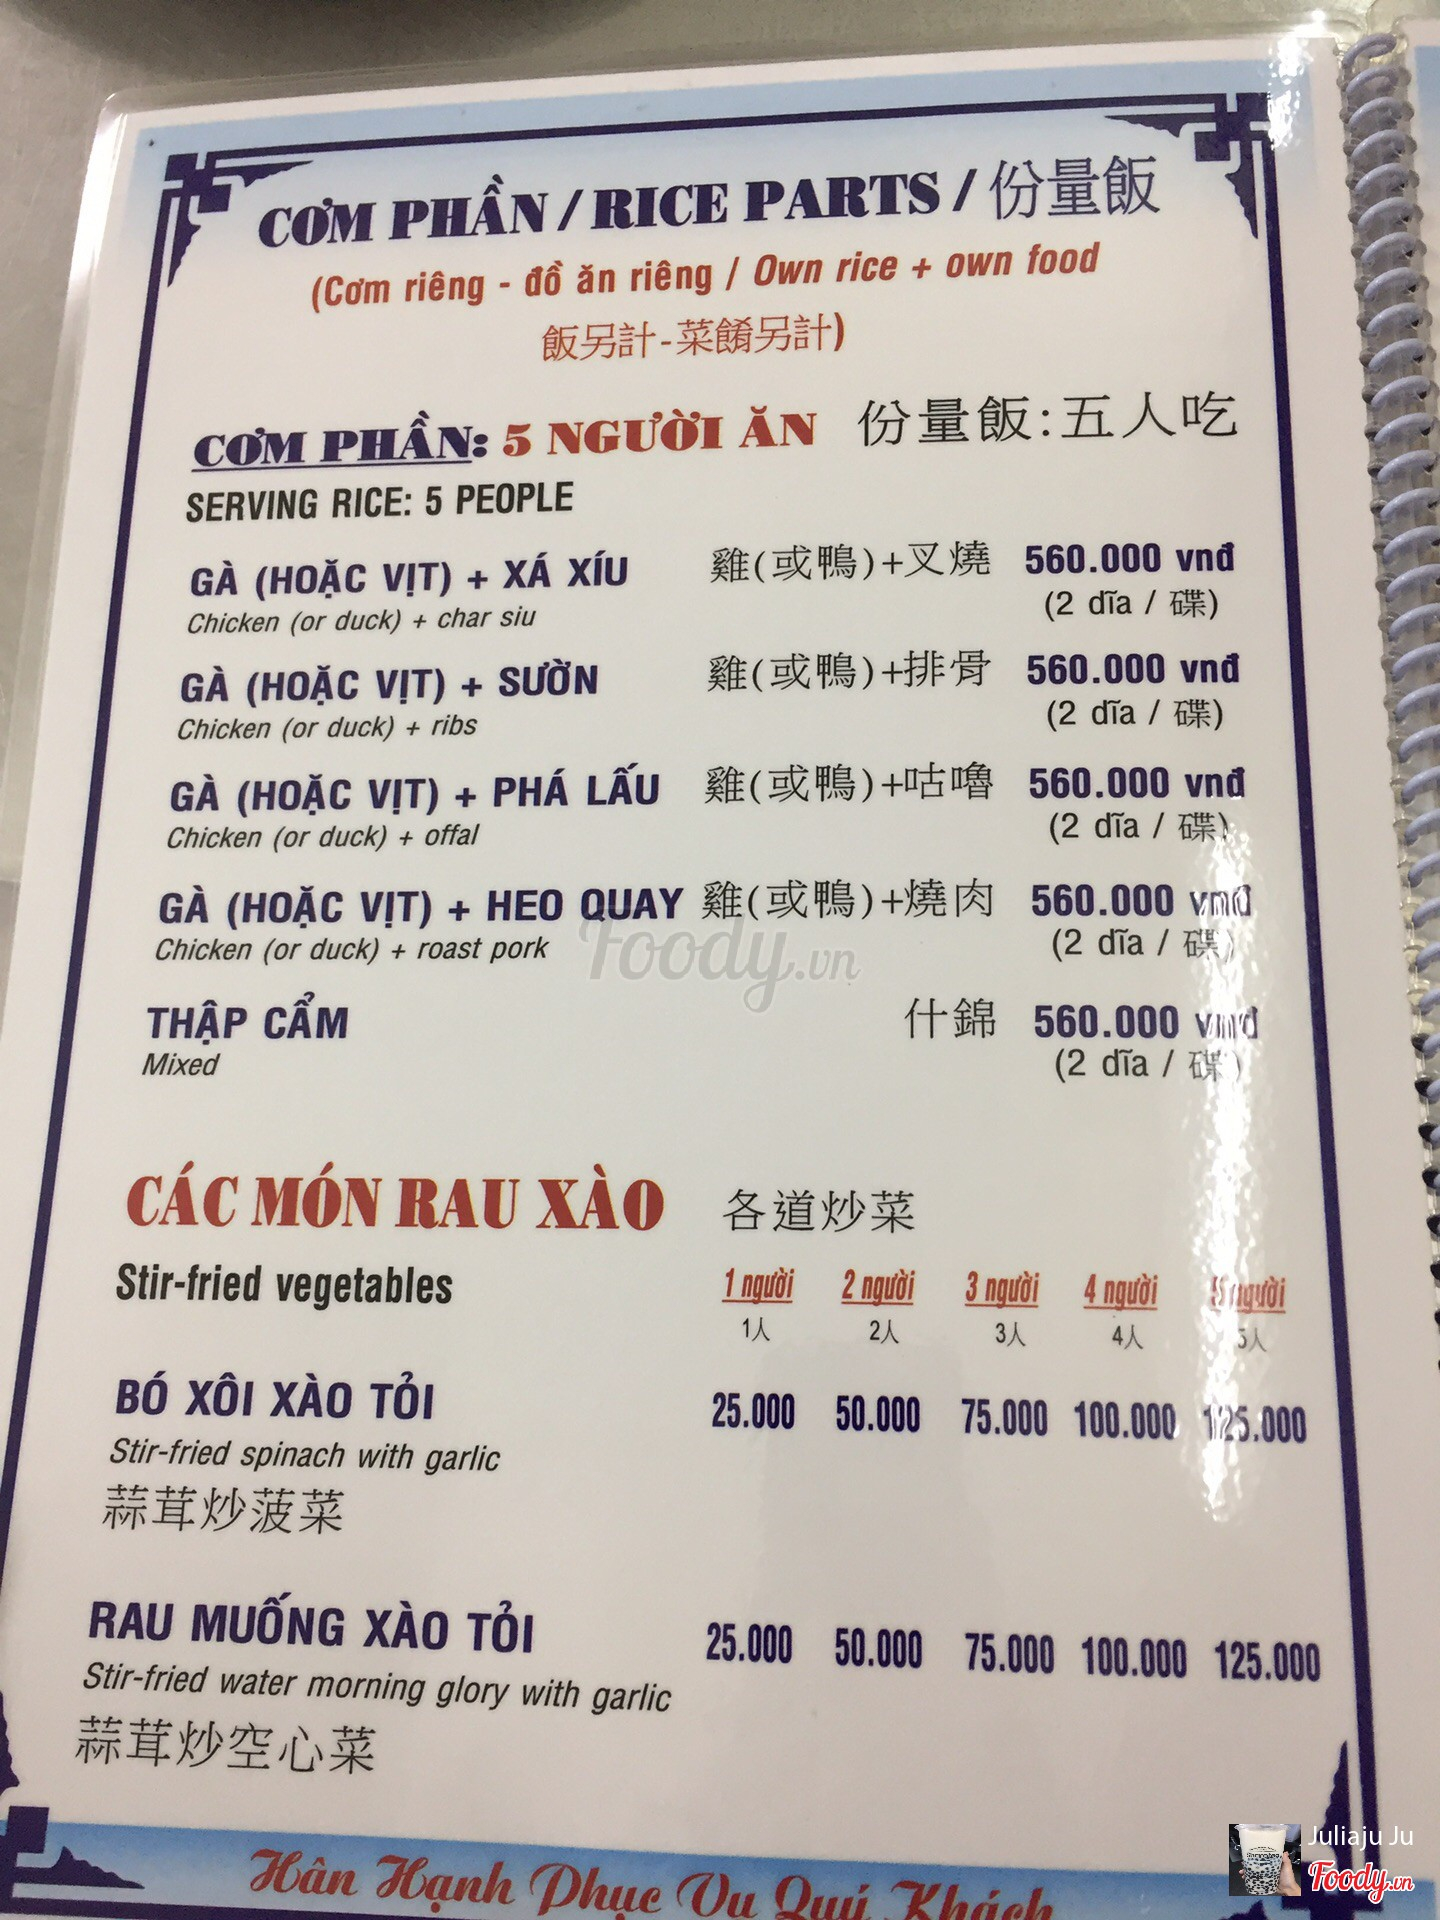 CƠM PHẦN / RICE PARTS / 份量飯
(Cơm riêng - đồ ăn riêng / Own rice + own food
飯另計-菜餚另計)
CƠM PHẦN: 5 NGƯỜI ĂN 份量飯:五人吃
SERVING RICE: 5 PEOPLE
GÀ (HOẶC VỊT) + XÁ XÍU 雞(或鴨)+叉燒 560.000 vnđ
Chicken (or duck) + char siu (2 dĩa / 碟)
GÀ (HOẶC VỊT) + SƯỜN 雞(或鴨)+排骨 560.000 vnđ
Chicken (or duck) + ribs (2 dĩa / 碟)
GÀ (HOẶC VỊT) + PHÁ LẤU 雞(或鴨)+咕嚕 560.000 vnđ
Chicken (or duck) + offal (2 dĩa / 碟)
GÀ (HOẶC VỊT) + HEO QUAY 雞(或鴨)+燒肉 560.000 vnđ
Chicken (or duck) + roast pork (2 dĩa / 碟)
Foody.vn
THẬP CẨM 什錦 560.000 vnđ
Mixed (2 dĩa / 碟)
CÁC MÓN RAU XÀO 各道炒菜
Stir-fried vegetables 1 người 2 người 3 người 4 người 5 người
1人 2人 3人 4人 5人
BÓ XÔI XÀO TỎI 25.000 50.000 75.000 100.000 125.000
Stir-fried spinach with garlic
蒜茸炒菠菜
RAU MUỐNG XÀO TỎI 25.000 50.000 75.000 100.000 125.000
Stir-fried water morning glory with garlic
蒜茸炒空心菜
Hân Hạnh Phục Vụ Quý Khách
Juliaju Ju
Foody.vn